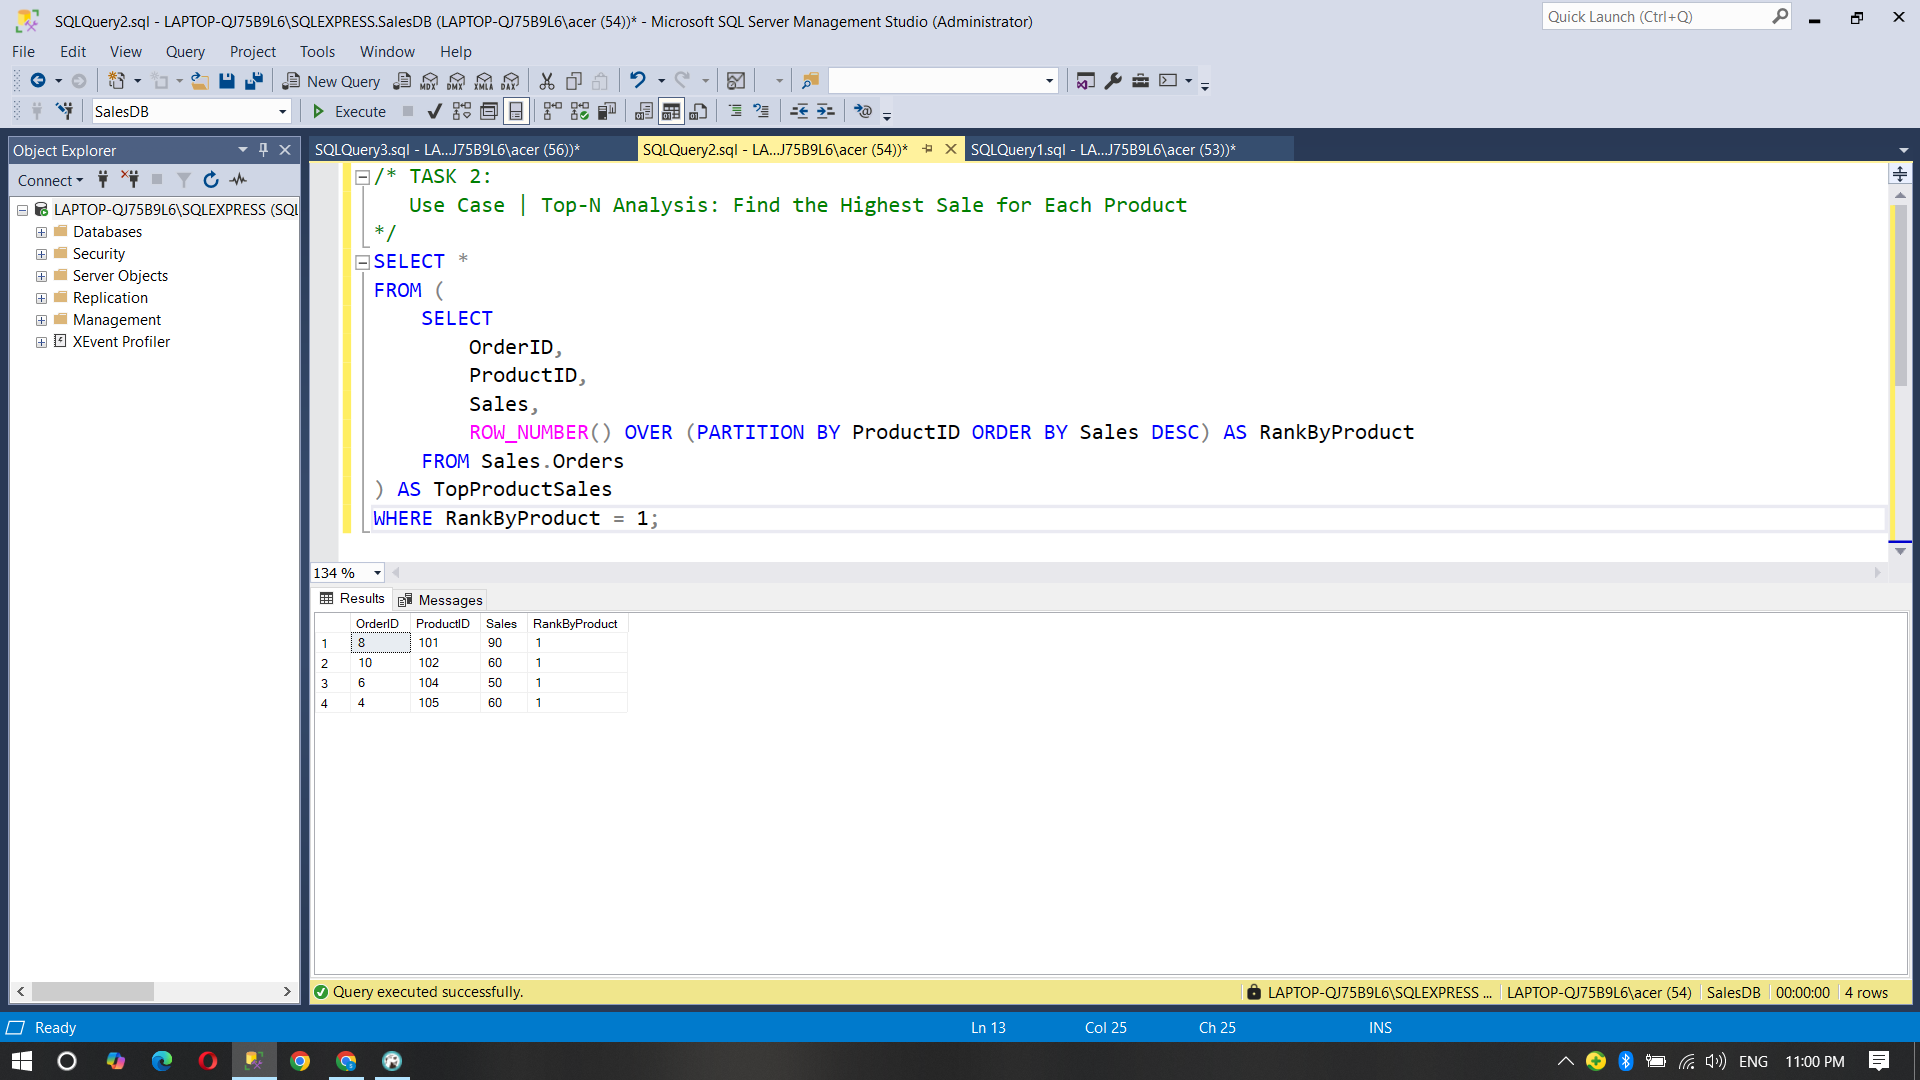 SQLQuery2.sql - LAPTOP-QJ75B9L6\SQLEXPRESS.SalesDB (LAPTOP-QJ75B9L6\acer (54))* - Microsoft SQL Server Management Studio (Administrator)
Quick Launch (Ctrl+Q)
File Edit View Query Project Tools Window Help
New Query
MDX DMX XMLA DAX
SalesDB
Execute
Object Explorer
SQLQuery3.sql - LA...J75B9L6\acer (56))*
SQLQuery2.sql - LA...J75B9L6\acer (54))*
SQLQuery1.sql - LA...J75B9L6\acer (53))*
Connect
LAPTOP-QJ75B9L6\SQLEXPRESS (SQL
Databases
Security
Server Objects
Replication
Management
XEvent Profiler
/* TASK 2:
Use Case | Top-N Analysis: Find the Highest Sale for Each Product
*/
SELECT *
FROM (
SELECT
OrderID,
ProductID,
Sales,
ROW_NUMBER() OVER (PARTITION BY ProductID ORDER BY Sales DESC) AS RankByProduct
FROM Sales.Orders
) AS TopProductSales
WHERE RankByProduct = 1;
134 %
Results Messages
OrderID ProductID Sales RankByProduct
1 8 101 90 1
2 10 102 60 1
3 6 104 50 1
4 4 105 60 1
Query executed successfully.
LAPTOP-QJ75B9L6\SQLEXPRESS ... LAPTOP-QJ75B9L6\acer (54) SalesDB 00:00:00 4 rows
Ready Ln 13 Col 25 Ch 25 INS
ENG 11:00 PM